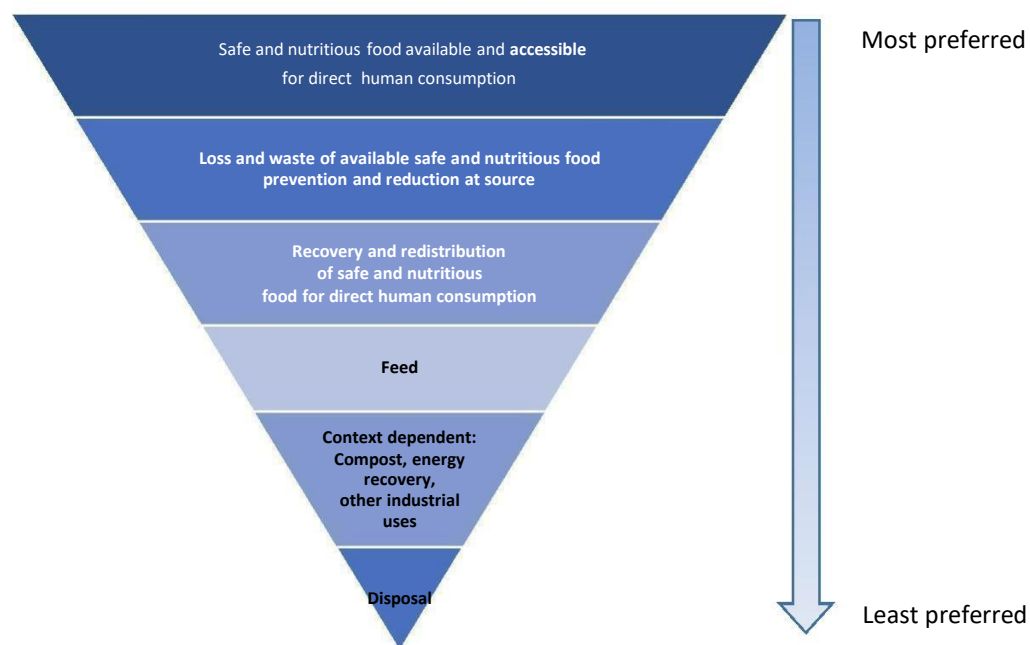 Safe and nutritious food available and accessible
for direct human consumption
Most preferred
Loss and waste of available safe and nutritious food
prevention and reduction at source
Recovery and redistribution
of safe and nutritious
food for direct human consumption
Feed
Context dependent:
Compost, energy
recovery,
other industrial
uses
Disposal
Least preferred